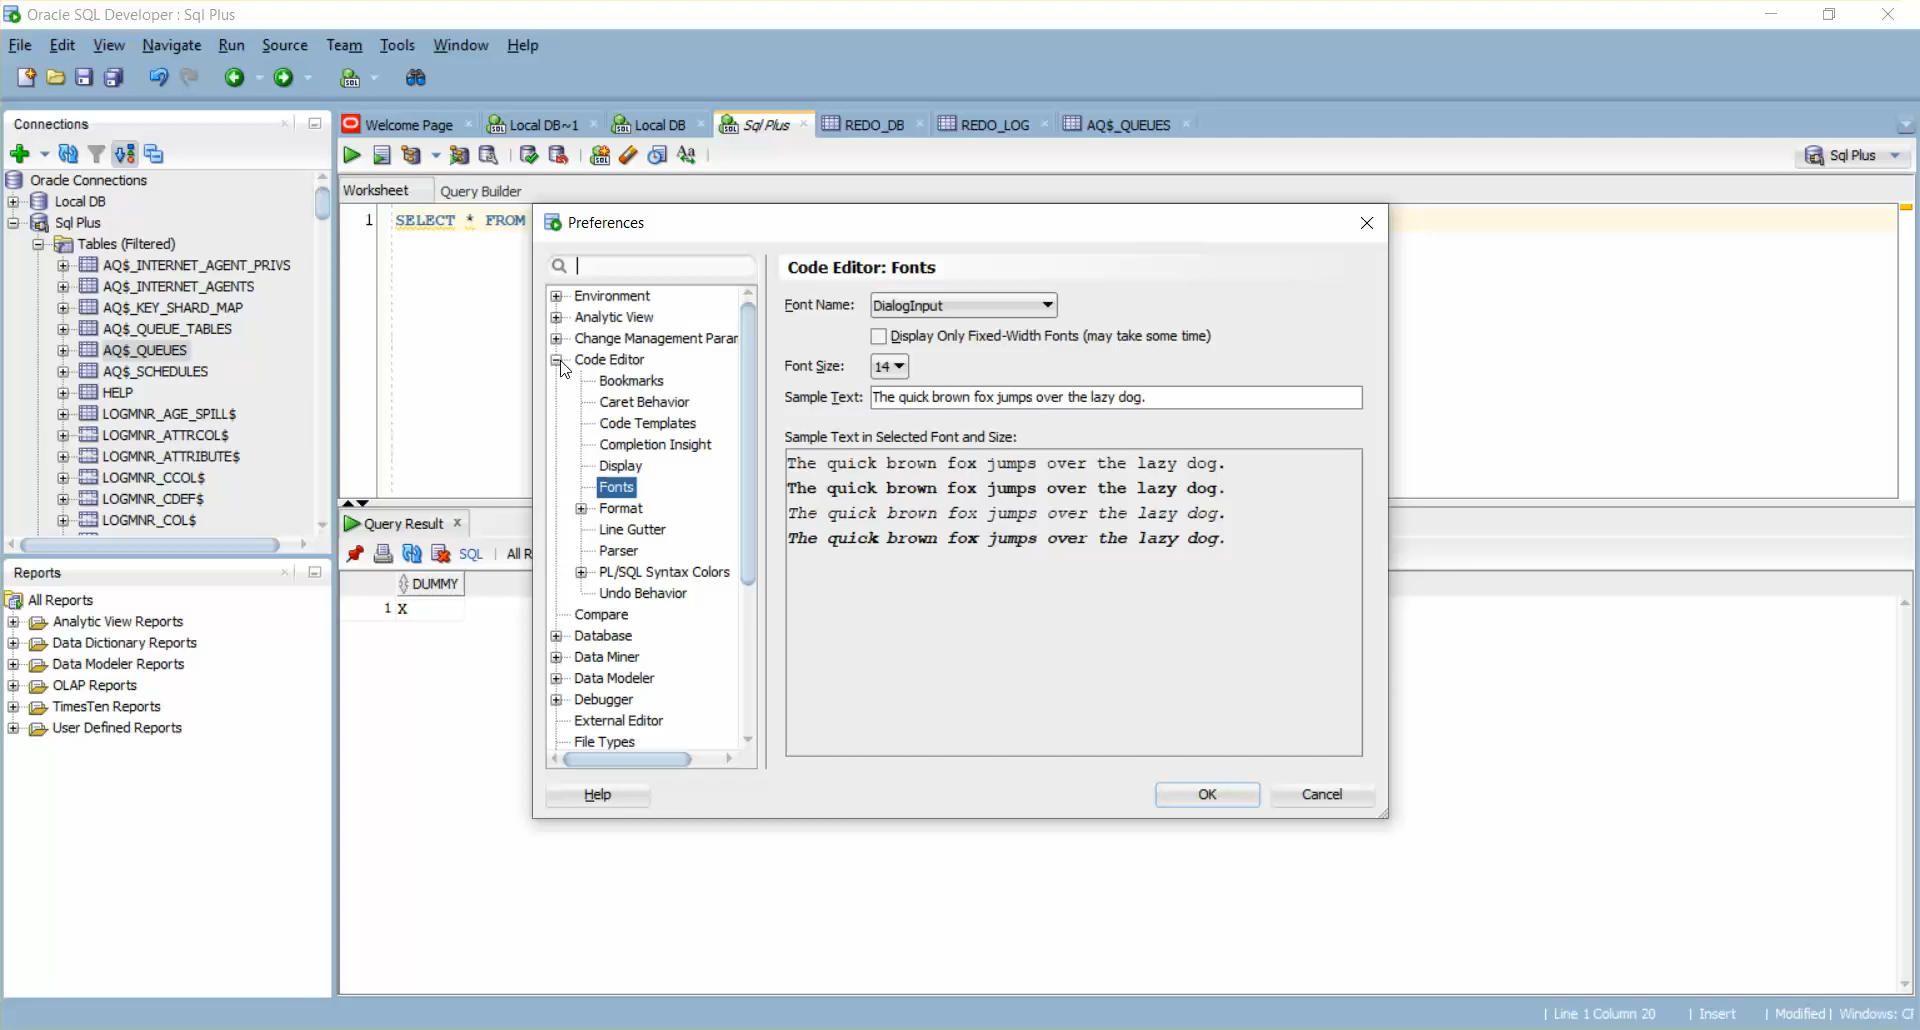 Oracle SQL Developer : Sql Plus
File Edit View Navigate Run Source Team Tools Window Help
Connections
Oracle Connections
Local DB
Sql Plus
Tables (Filtered)
AQ$_INTERNET_AGENT_PRIVS
AQ$_INTERNET_AGENTS
AQ$_KEY_SHARD_MAP
AQ$_QUEUE_TABLES
AQ$_QUEUES
AQ$_SCHEDULES
HELP
LOGMNR_AGE_SPILL$
LOGMNR_ATTRCOL$
LOGMNR_ATTRIBUTE$
LOGMNR_CCOL$
LOGMNR_CDEF$
LOGMNR_COL$
Reports
All Reports
Analytic View Reports
Data Dictionary Reports
Data Modeler Reports
OLAP Reports
TimesTen Reports
User Defined Reports
Welcome Page Local DB~1 Local DB Sql Plus REDO_DB REDO_LOG AQ$_QUEUES
Sql Plus
Worksheet Query Builder
1 SELECT * FROM
Query Result
SQL All R
DUMMY
1 X
Preferences
Environment
Analytic View
Change Management Param
Code Editor
Bookmarks
Caret Behavior
Code Templates
Completion Insight
Display
Fonts
Format
Line Gutter
Parser
PL/SQL Syntax Colors
Undo Behavior
Compare
Database
Data Miner
Data Modeler
Debugger
External Editor
File Types
Code Editor: Fonts
Font Name: DialogInput
Display Only Fixed-Width Fonts (may take some time)
Font Size: 14
Sample Text: The quick brown fox jumps over the lazy dog.
Sample Text in Selected Font and Size:
The quick brown fox jumps over the lazy dog.
The quick brown fox jumps over the lazy dog.
The quick brown fox jumps over the lazy dog.
The quick brown fox jumps over the lazy dog.
Help OK Cancel
| Line 1 Column 20 | Insert | Modified | Windows: CF